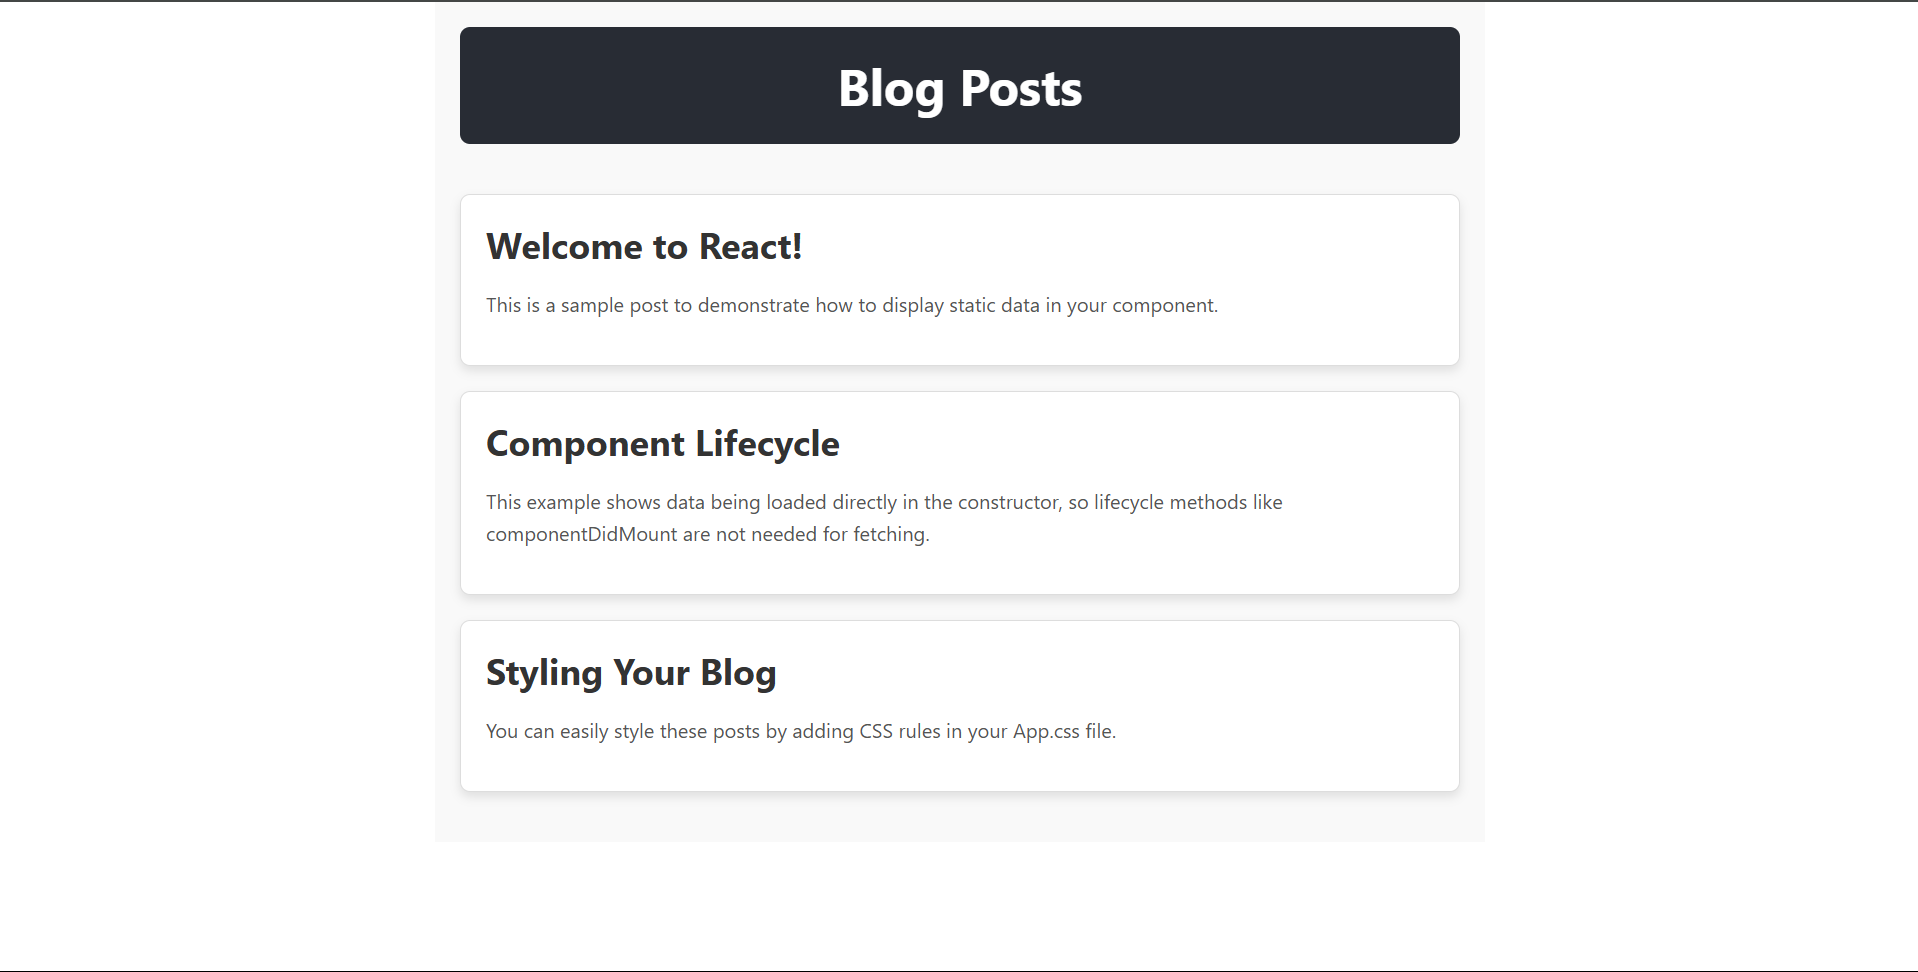 Blog Posts
Welcome to React!
This is a sample post to demonstrate how to display static data in your component.
Component Lifecycle
This example shows data being loaded directly in the constructor, so lifecycle methods like
componentDidMount are not needed for fetching.
Styling Your Blog
You can easily style these posts by adding CSS rules in your App.css file.